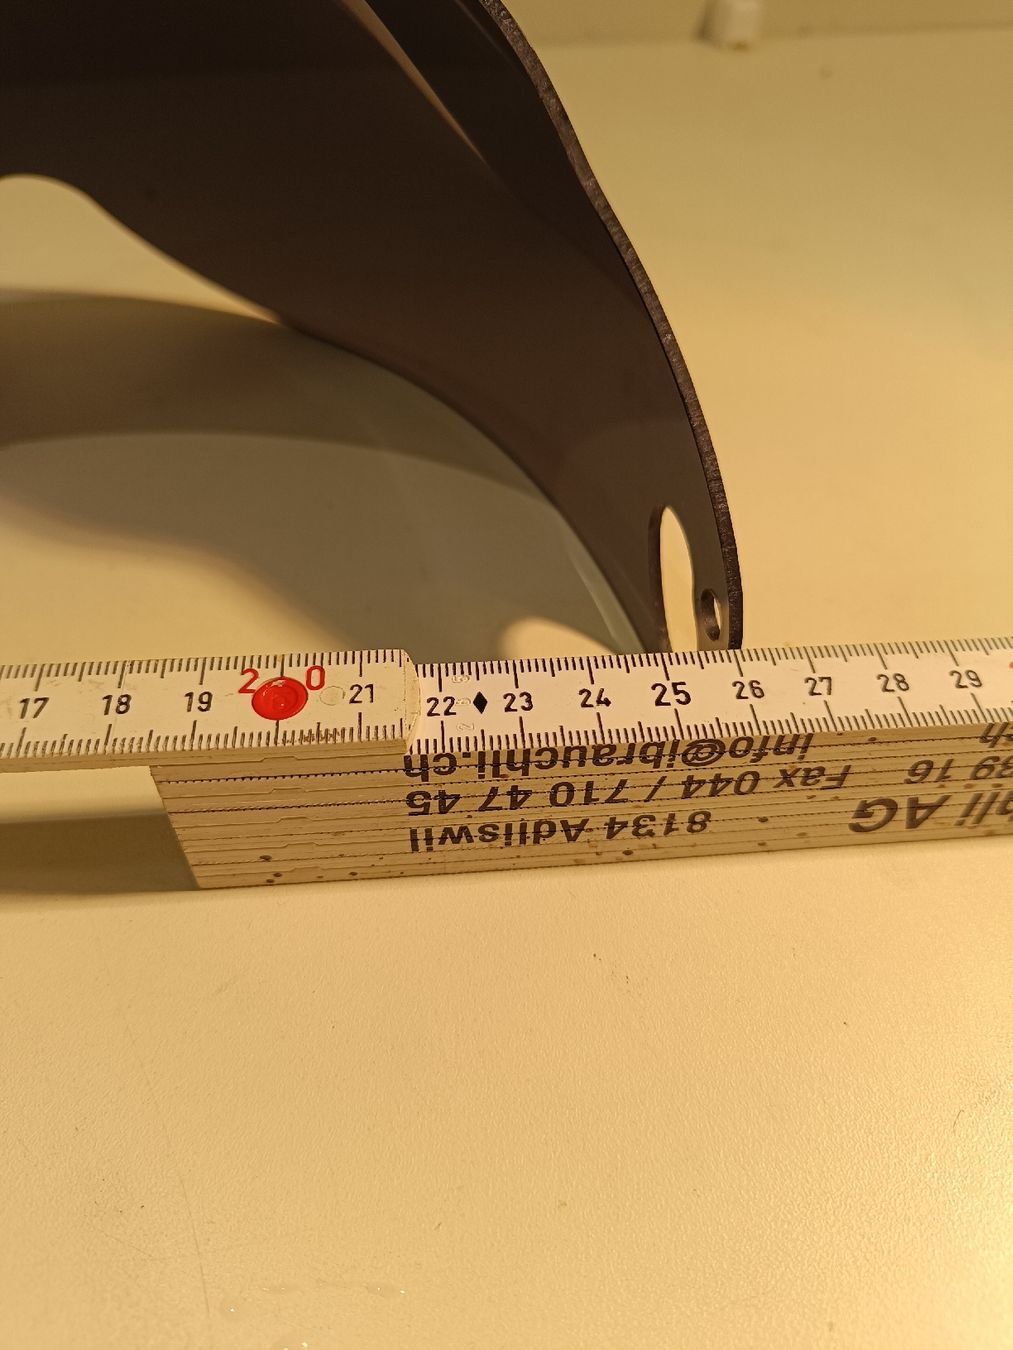 17 18 19 20 21 22 23 24 25 26 27 28 29
info@ibrauchli.ch
Fax 044 / 710 47 45
8134 Adliswil
39 16
AG